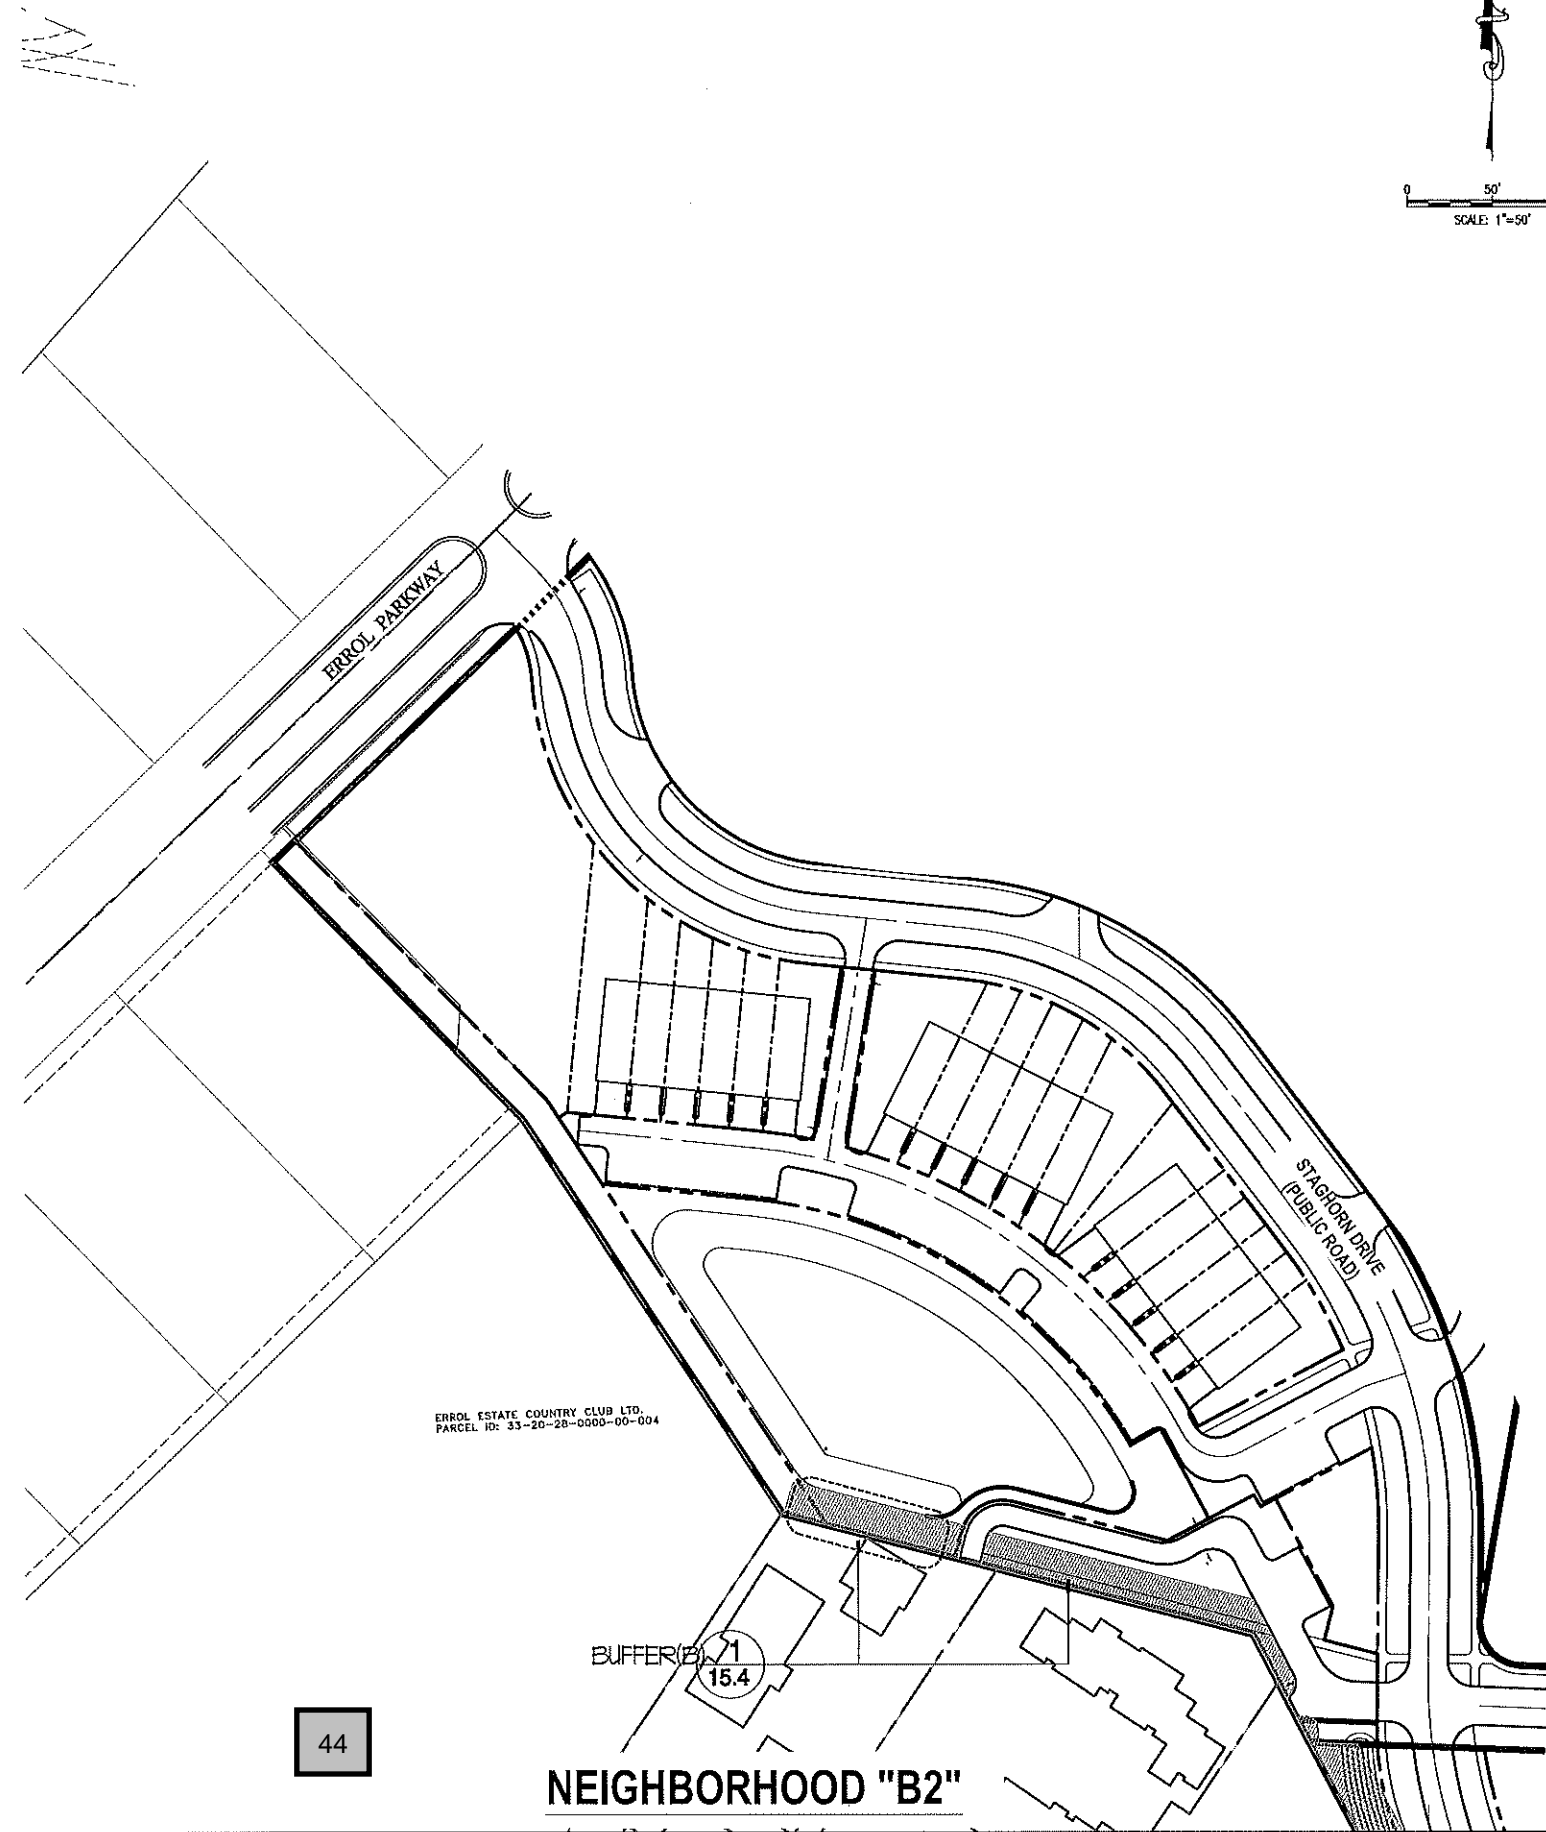 0 50'
SCALE: 1"=50'
ERROL PARKWAY
STAGHORN DRIVE
(PUBLIC ROAD)
ERROL ESTATE COUNTRY CLUB LTD.
PARCEL ID: 33-20-28-0000-00-004
BUFFER(B) 1
15.4
44
NEIGHBORHOOD "B2"